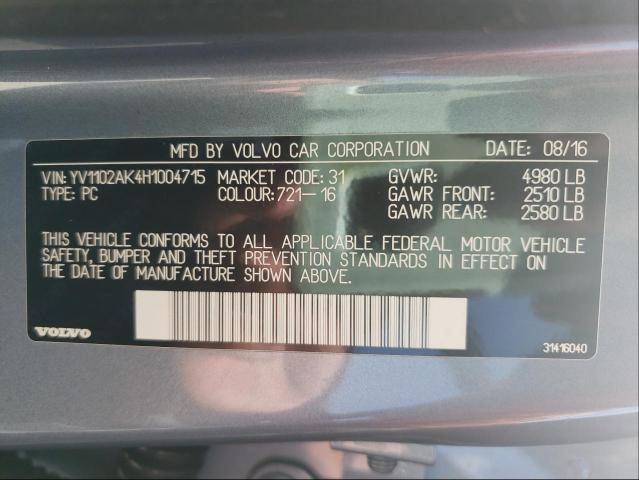 MFD BY VOLVO CAR CORPORATION DATE: 08/16
VIN: YV1102AK4H1004715 MARKET CODE: 31 GVWR: 4980 LB
TYPE: PC COLOUR: 721-16 GAWR FRONT: 2510 LB
GAWR REAR: 2580 LB
THIS VEHICLE CONFORMS TO ALL APPLICABLE FEDERAL MOTOR VEHICLE
SAFETY, BUMPER AND THEFT PREVENTION STANDARDS IN EFFECT ON
THE DATE OF MANUFACTURE SHOWN ABOVE.
VOLVO
31416040